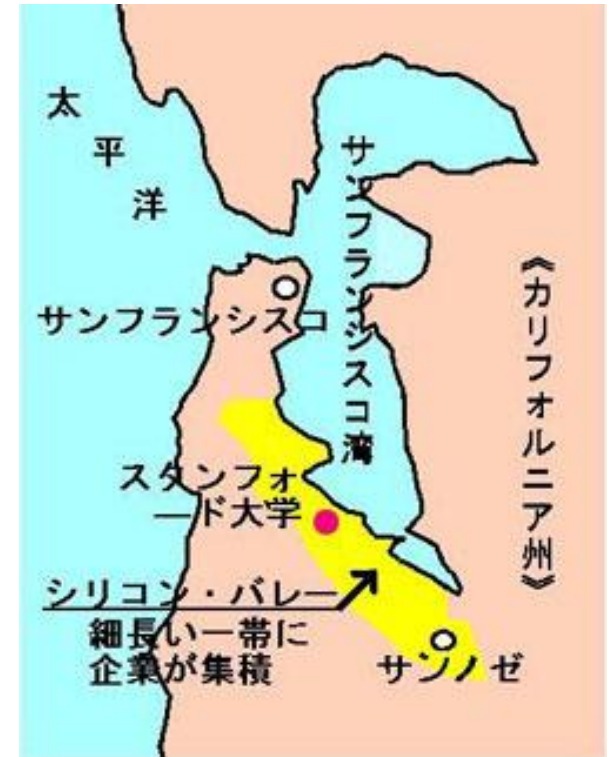 太平洋
サンフランシスコ湾
サンフランシスコ
《カリフォルニア州》
スタンフォ
ード大学
シリコン・バレー
細長い一帯に
企業が集積
サンノゼ